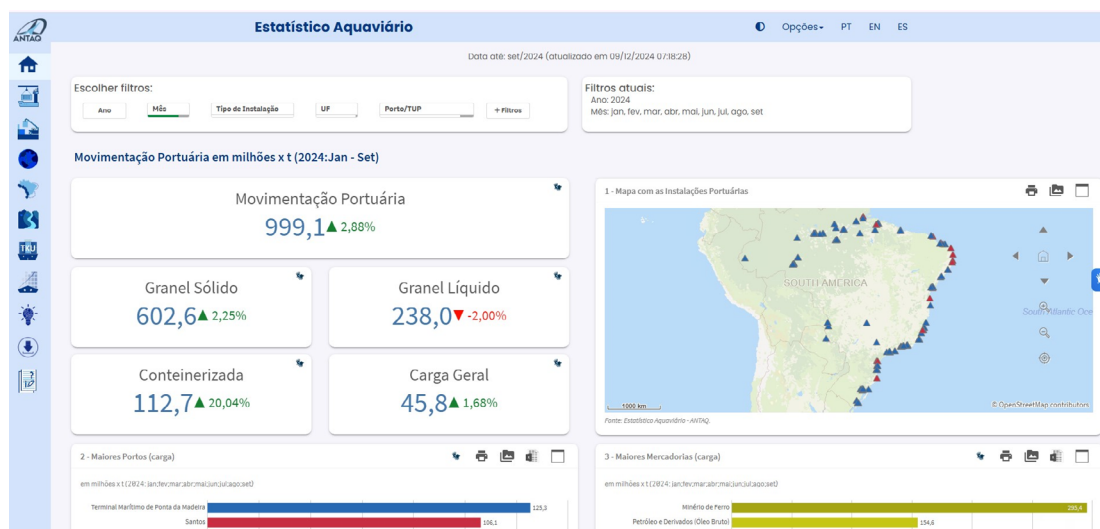 ANTAQ
Estatístico Aquaviário
Opções
PT
EN
ES
Data até: set/2024 (atualizado em 09/12/2024 07:18:28)
Escolher filtros:
Ano
Mês
Tipo de Instalação
UF
Porto/TUP
+ Filtros
Filtros atuais:
Ano: 2024
Mês: jan, fev, mar, abr, mai, jun, jul, ago, set
Movimentação Portuária em milhões x t (2024:Jan - Set)
Movimentação Portuária
999,1 ▲ 2,88%
Granel Sólido
602,6 ▲ 2,25%
Granel Líquido
238,0 ▼ -2,00%
Conteinerizada
112,7 ▲ 20,04%
Carga Geral
45,8 ▲ 1,68%
1 - Mapa com as Instalações Portuárias
SOUTH AMERICA
South Atlantic Oce
1000 km
© OpenStreetMap contributors
Fonte: Estatístico Aquaviário - ANTAQ.
TKU
2 - Maiores Portos (carga)
em milhões x t (2024: jan;fev;mar;abr;mai;jun;jul;ago;set)
Terminal Marítimo de Ponta da Madeira
Santos
106,1
3 - Maiores Mercadorias (carga)
em milhões x t (2024: jan;fev;mar;abr;mai;jun;jul;ago;set)
Minério de Ferro
Petróleo e Derivados (Óleo Bruto)